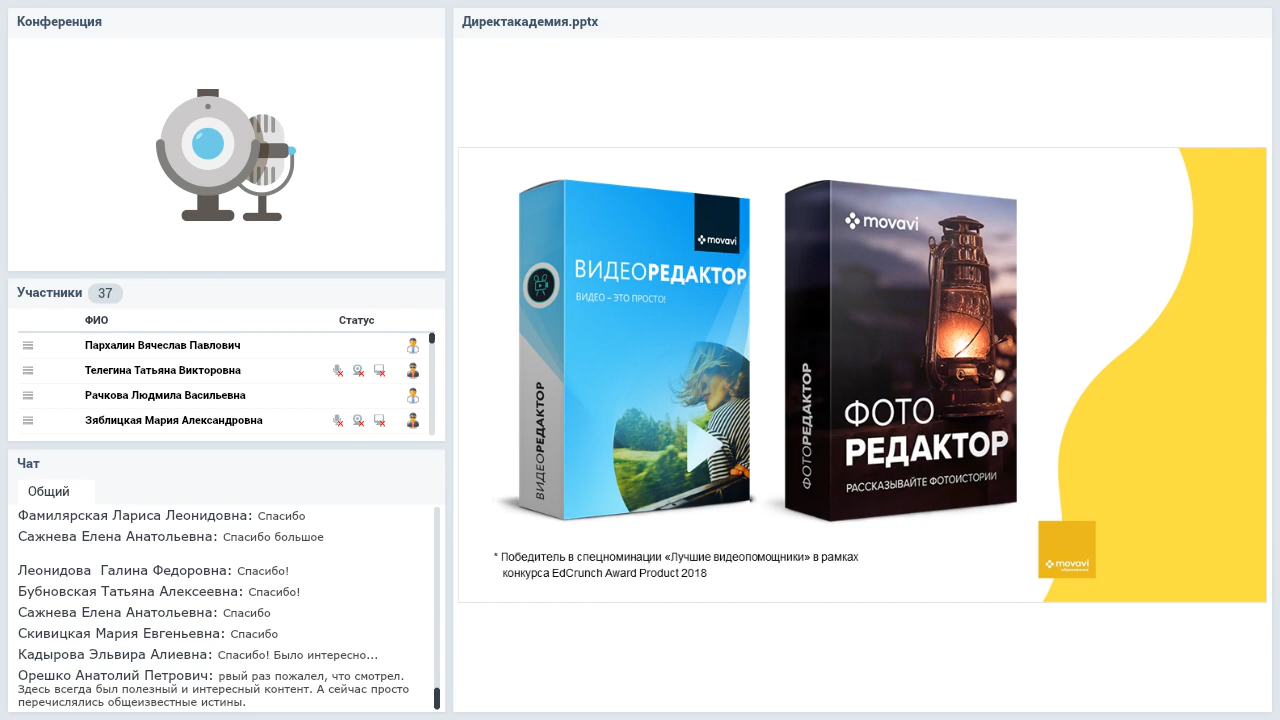 Конференция
Участники 37
ФИО Статус
Пархалин Вячеслав Павлович
Телегина Татьяна Викторовна
Рачкова Людмила Васильевна
Зяблицкая Мария Александровна
Чат
Общий
Фамилярская Лариса Леонидовна: Спасибо
Сажнева Елена Анатольевна: Спасибо большое
Леонидова Галина Федоровна: Спасибо!
Бубновская Татьяна Алексеевна: Спасибо!
Сажнева Елена Анатольевна: Спасибо
Скивицкая Мария Евгеньевна: Спасибо
Кадырова Эльвира Алиевна: Спасибо! Было интересно...
Орешко Анатолий Петрович: рвый раз пожалел, что смотрел.
Здесь всегда был полезный и интересный контент. А сейчас просто
перечислялись общеизвестные истины.
Директакадемия.pptx
movavi
ВИДЕОРЕДАКТОР
ВИДЕО – ЭТО ПРОСТО!
ВИДЕОРЕДАКТОР
movavi
ФОТО
РЕДАКТОР
РАССКАЗЫВАЙТЕ ФОТОИСТОРИИ
ФОТОРЕДАКТОР
* Победитель в спецноминации «Лучшие видеопомощники» в рамках
конкурса EdCrunch Award Product 2018
movavi